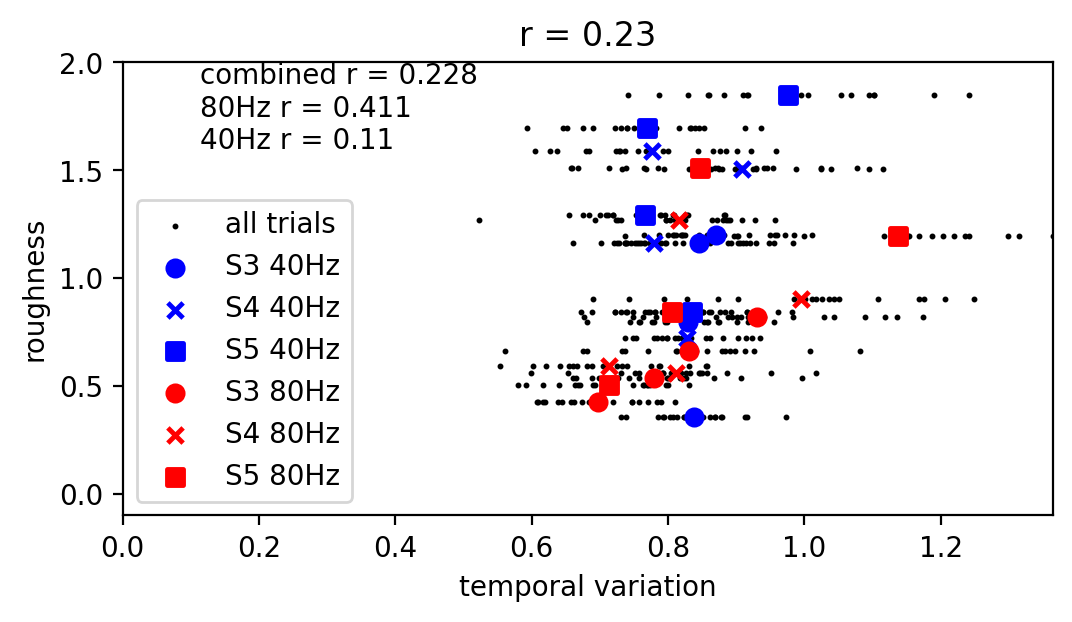 r = 0.23
combined r = 0.228
80Hz r = 0.411
40Hz r = 0.11
all trials
S3 40Hz
S4 40Hz
S5 40Hz
S3 80Hz
S4 80Hz
S5 80Hz
roughness
2.0
1.5
1.0
0.5
0.0
0.0 0.2 0.4 0.6 0.8 1.0 1.2
temporal variation